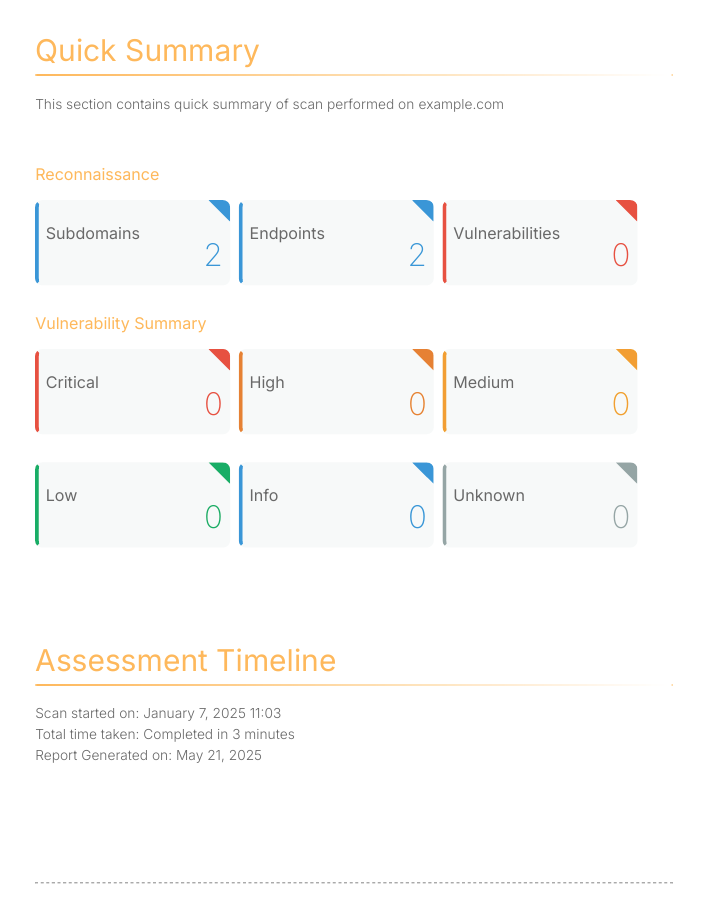 Quick Summary
This section contains quick summary of scan performed on example.com
Reconnaissance
Subdomains
2
Endpoints
2
Vulnerabilities
0
Vulnerability Summary
Critical
0
High
0
Medium
0
Low
0
Info
0
Unknown
0
Assessment Timeline
Scan started on: January 7, 2025 11:03
Total time taken: Completed in 3 minutes
Report Generated on: May 21, 2025